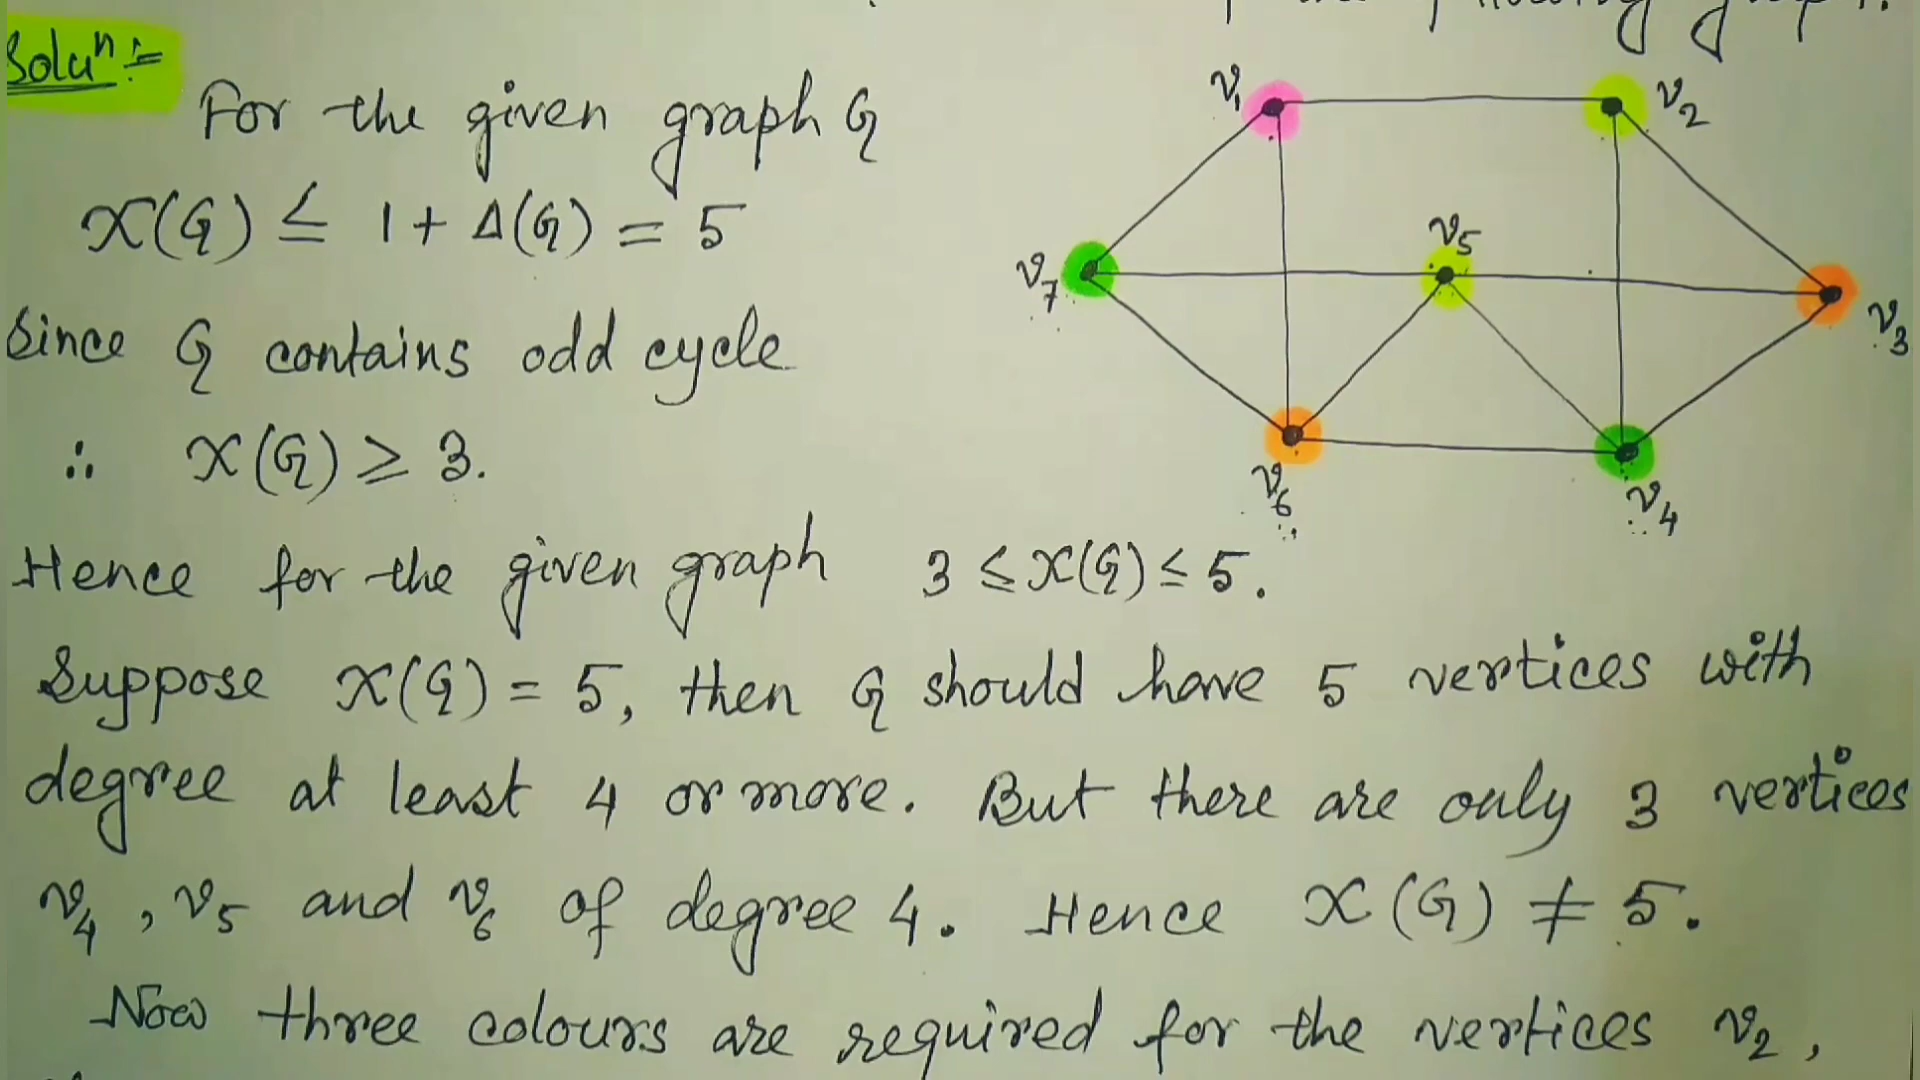 Soluⁿ:-
For the given graph G
χ(G) ≤ 1 + Δ(G) = 5
Since G contains odd cycle
∴ χ(G) ≥ 3.
Hence for the given graph 3 ≤ χ(G) ≤ 5.
Suppose χ(G) = 5, then G should have 5 vertices with
degree at least 4 or more. But there are only 3 vertices
v₄, v₅ and v₆ of degree 4. Hence χ(G) ≠ 5.
Now three colours are required for the vertices v₂,
v₁
v₂
v₅
v₇
v₃
v₆
v₄